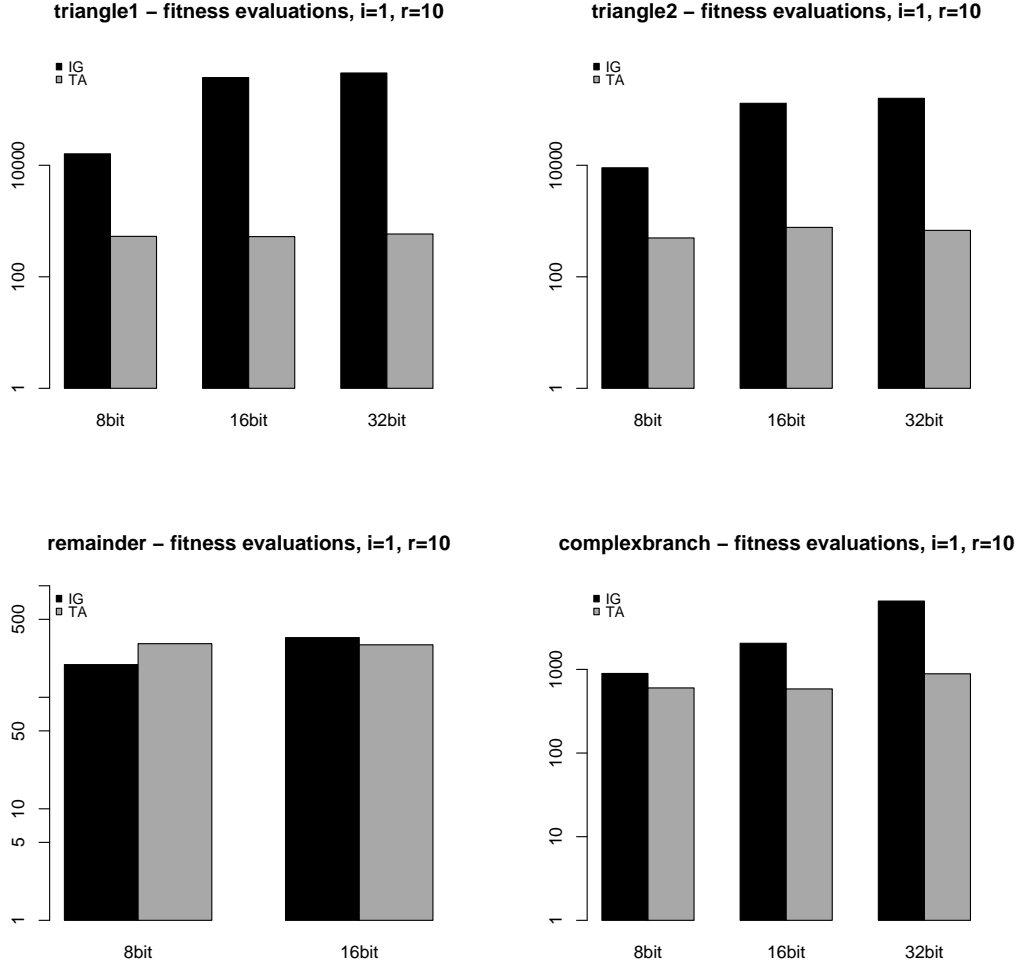 triangle1 – fitness evaluations, i=1, r=10
IG
TA
10000
100
1
8bit 16bit 32bit
triangle2 – fitness evaluations, i=1, r=10
IG
TA
10000
100
1
8bit 16bit 32bit
remainder – fitness evaluations, i=1, r=10
IG
TA
500
50
10
5
1
8bit 16bit
complexbranch – fitness evaluations, i=1, r=10
IG
TA
1000
100
10
1
8bit 16bit 32bit